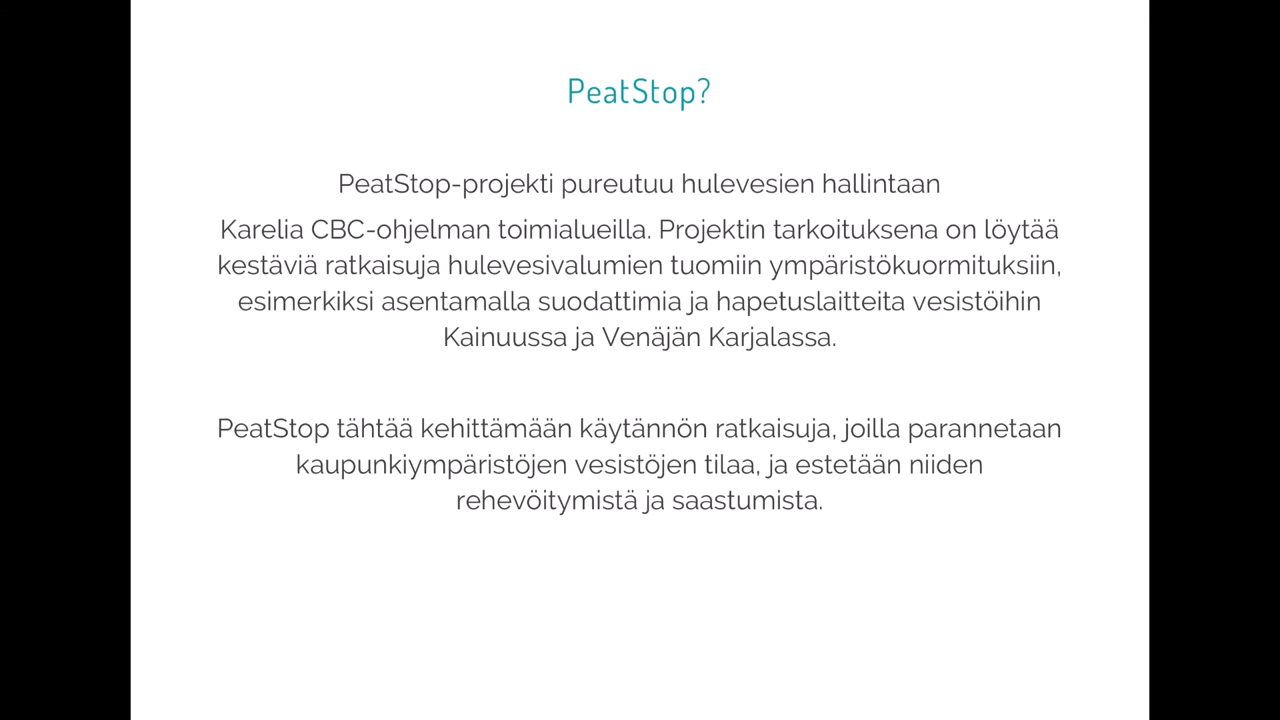 PeatStop?
PeatStop-projekti pureutuu hulevesien hallintaan
Karelia CBC-ohjelman toimialueilla. Projektin tarkoituksena on löytää
kestäviä ratkaisuja hulevesivalumien tuomiin ympäristökuormituksiin,
esimerkiksi asentamalla suodattimia ja hapetuslaitteita vesistöihin
Kainuussa ja Venäjän Karjalassa.
PeatStop tähtää kehittämään käytännön ratkaisuja, joilla parannetaan
kaupunkiympäristöjen vesistöjen tilaa, ja estetään niiden
rehevöitymistä ja saastumista.